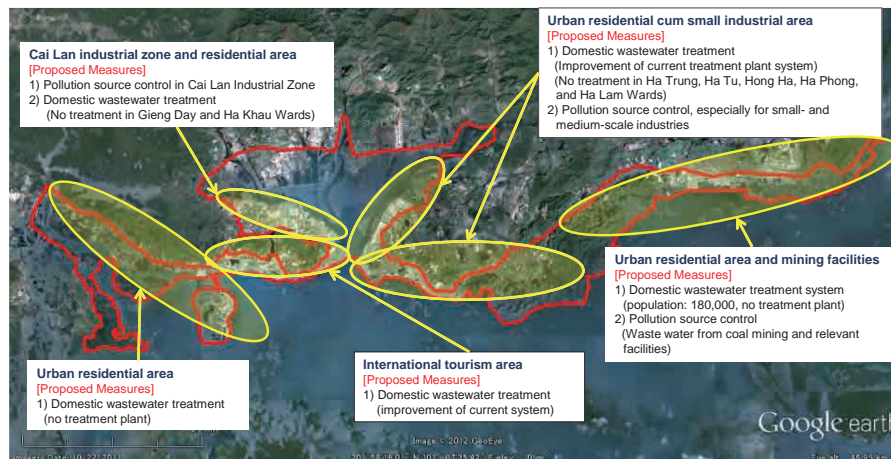 Cai Lan industrial zone and residential area
[Proposed Measures]
1) Pollution source control in Cai Lan Industrial Zone
2) Domestic wastewater treatment
(No treatment in Gieng Day and Ha Khau Wards)
Urban residential cum small industrial area
[Proposed Measures]
1) Domestic wastewater treatment
(Improvement of current treatment plant system)
(No treatment in Ha Trung, Ha Tu, Hong Ha, Ha Phong,
and Ha Lam Wards)
2) Pollution source control, especially for small- and
medium-scale industries
Urban residential area and mining facilities
[Proposed Measures]
1) Domestic wastewater treatment system
(population: 180,000, no treatment plant)
2) Pollution source control
(Waste water from coal mining and relevant
facilities)
Urban residential area
[Proposed Measures]
1) Domestic wastewater treatment
(no treatment plant)
International tourism area
[Proposed Measures]
1) Domestic wastewater treatment
(improvement of current system)
Google earth
Image © 2012 GeoEye